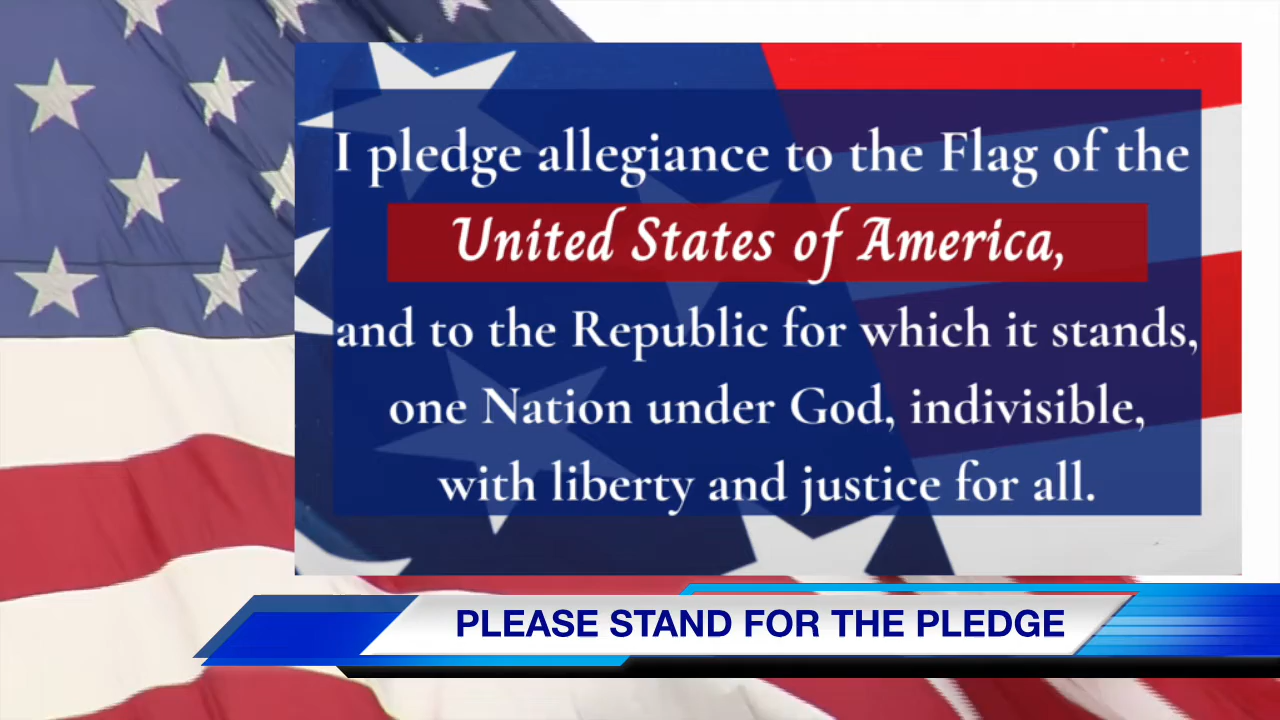 I pledge allegiance to the Flag of the
United States of America,
and to the Republic for which it stands,
one Nation under God, indivisible,
with liberty and justice for all.
PLEASE STAND FOR THE PLEDGE